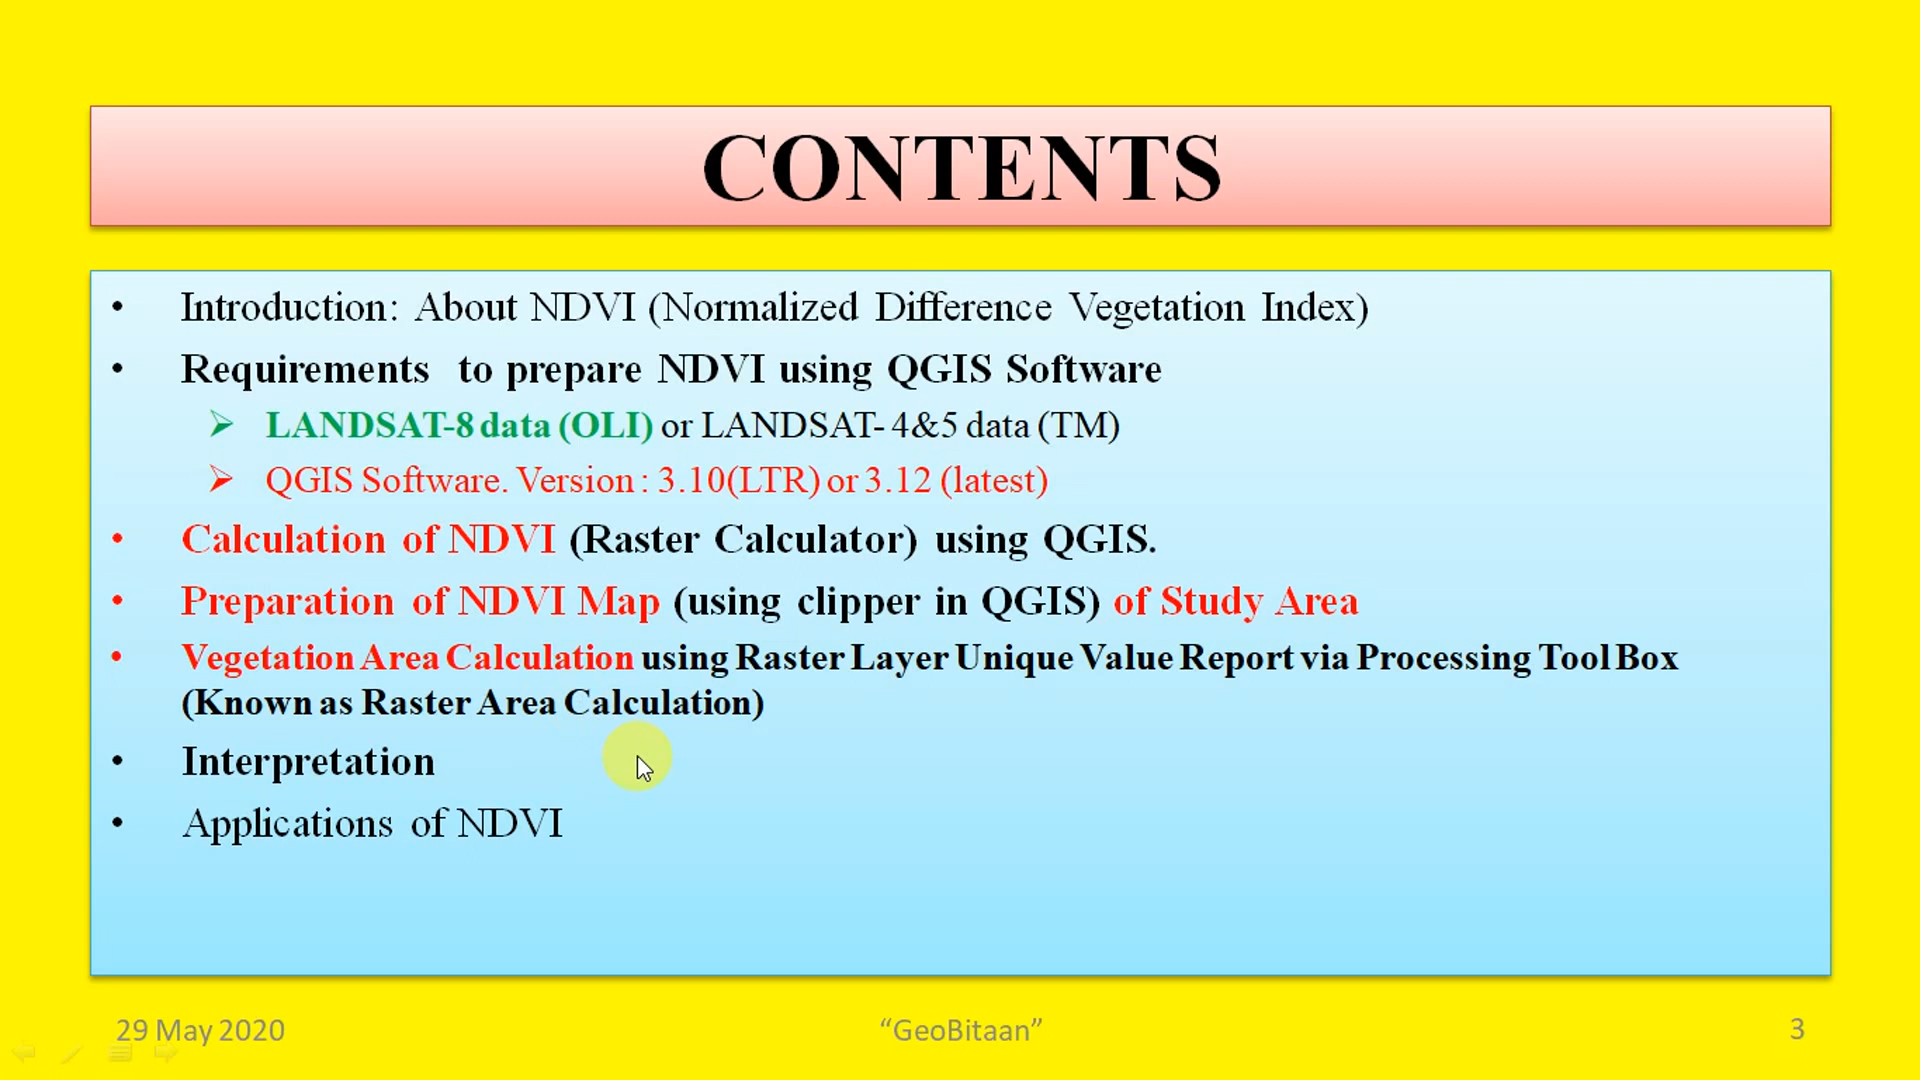 CONTENTS
• Introduction: About NDVI (Normalized Difference Vegetation Index)
• Requirements to prepare NDVI using QGIS Software
➢ LANDSAT-8 data (OLI) or LANDSAT- 4&5 data (TM)
➢ QGIS Software. Version : 3.10(LTR) or 3.12 (latest)
• Calculation of NDVI (Raster Calculator) using QGIS.
• Preparation of NDVI Map (using clipper in QGIS) of Study Area
• Vegetation Area Calculation using Raster Layer Unique Value Report via Processing Tool Box
(Known as Raster Area Calculation)
• Interpretation
• Applications of NDVI
29 May 2020 “GeoBitaan” 3